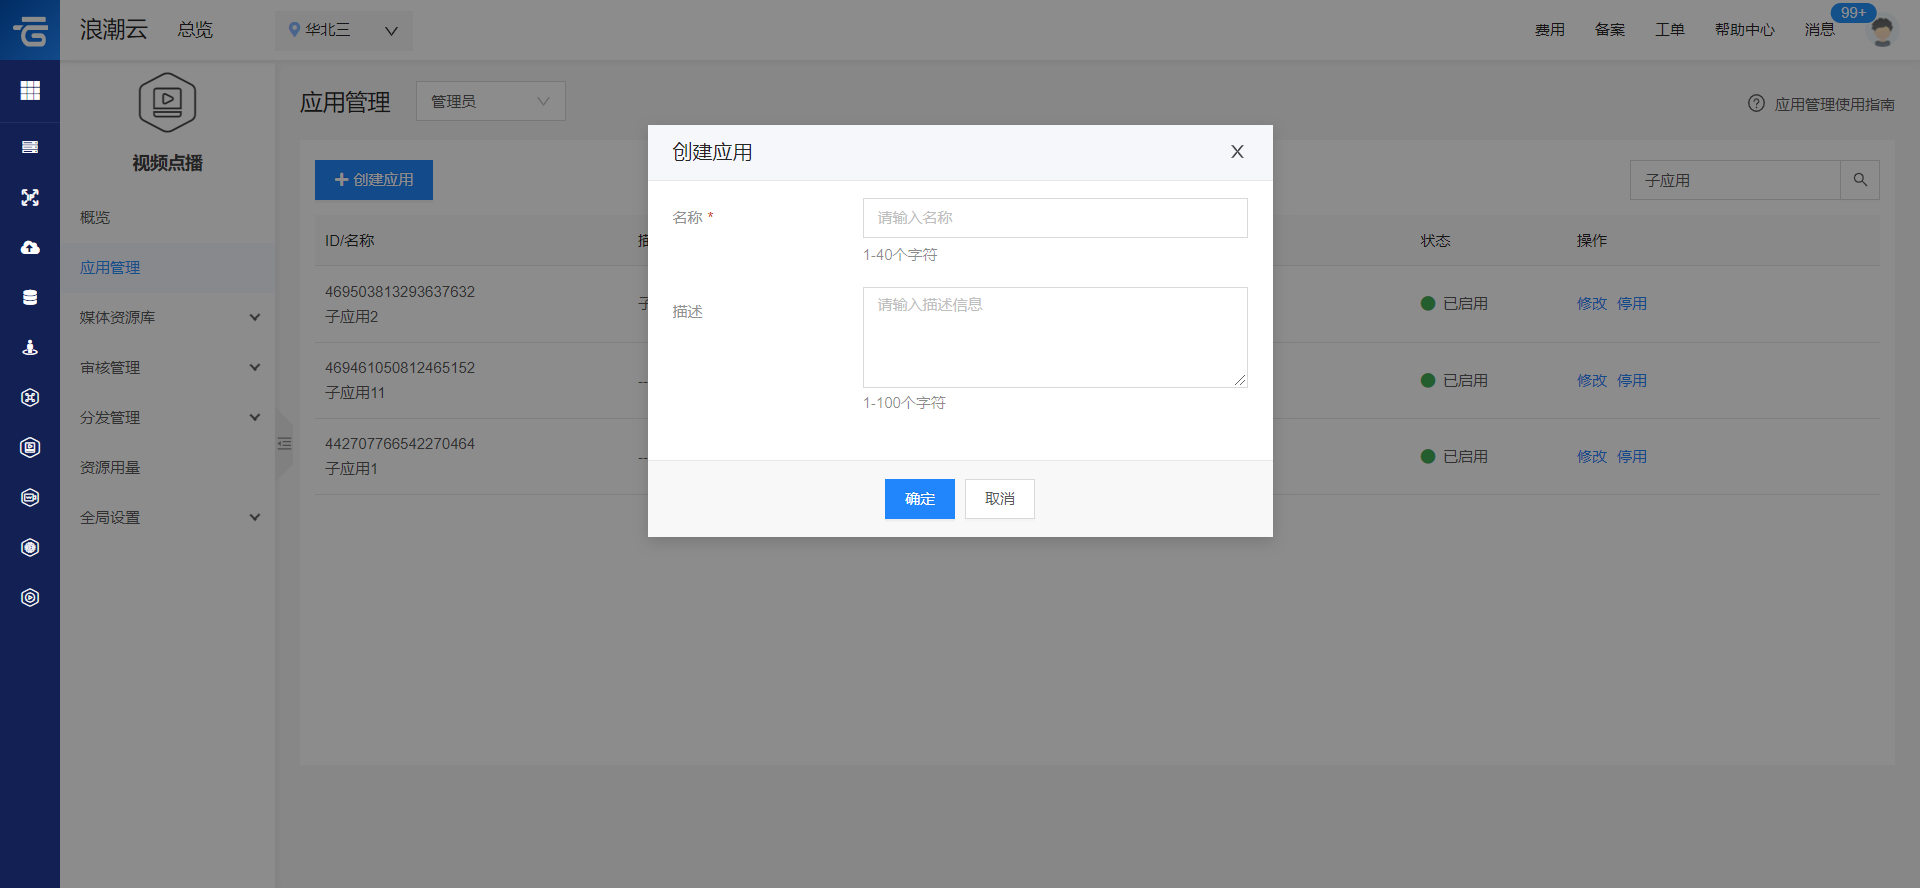 浪潮云 总览 华北三 费用 备案 工单 帮助中心 消息 99+
视频点播
概览
应用管理
媒体资源库
审核管理
分发管理
资源用量
全局设置
应用管理 管理员 应用管理使用指南
创建应用 子应用
ID/名称 状态 操作
469503813293637632
子应用2
子
已启用 修改 停用
469461050812465152
子应用11
--
已启用 修改 停用
442707766542270464
子应用1
--
已启用 修改 停用
创建应用 X
名称 * 请输入名称
1-40个字符
描述 请输入描述信息
1-100个字符
确定 取消